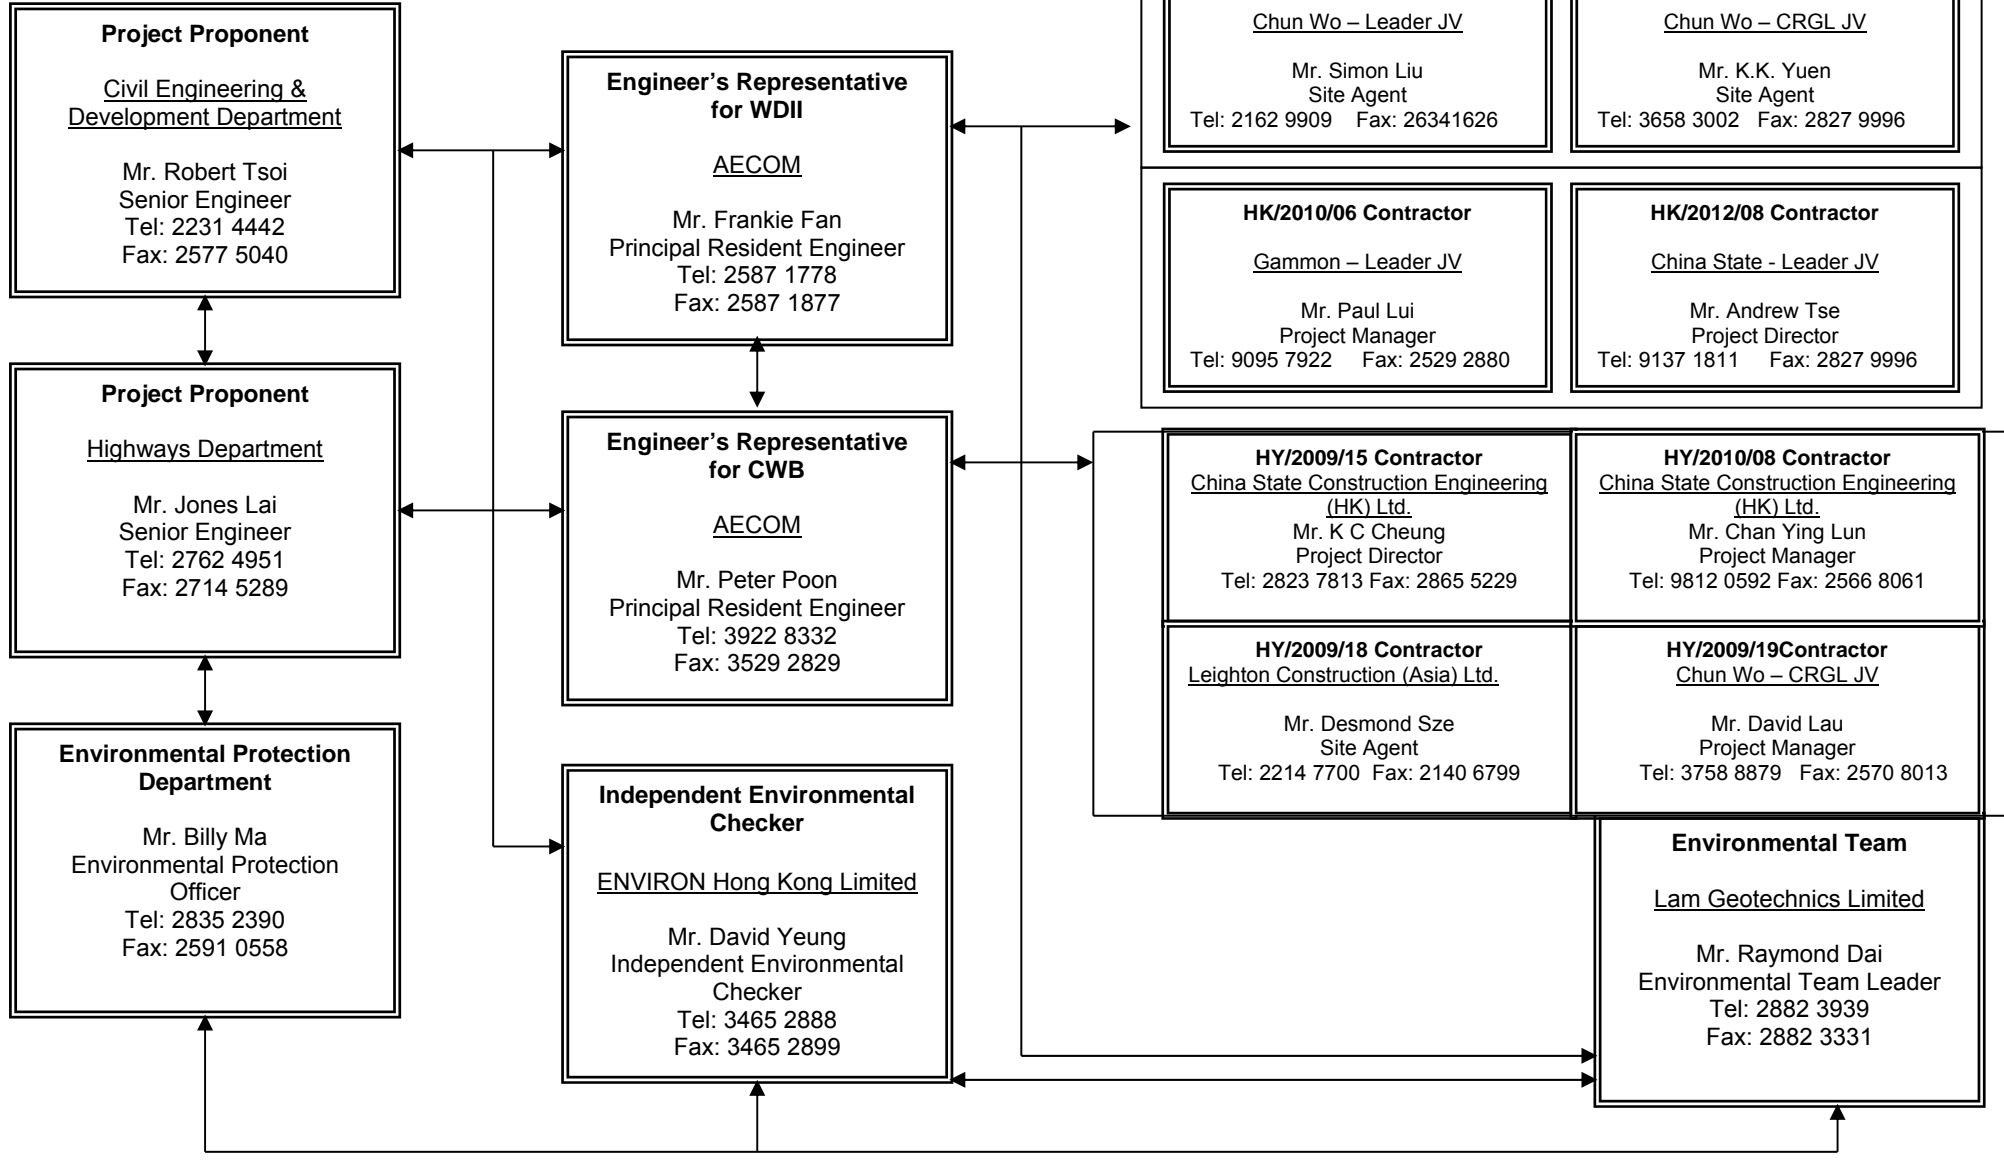 Project Proponent
Civil Engineering &
Development Department
Mr. Robert Tsoi
Senior Engineer
Tel: 2231 4442
Fax: 2577 5040
Project Proponent
Highways Department
Mr. Jones Lai
Senior Engineer
Tel: 2762 4951
Fax: 2714 5289
Environmental Protection
Department
Mr. Billy Ma
Environmental Protection
Officer
Tel: 2835 2390
Fax: 2591 0558
Engineer’s Representative
for WDII
AECOM
Mr. Frankie Fan
Principal Resident Engineer
Tel: 2587 1778
Fax: 2587 1877
Engineer’s Representative
for CWB
AECOM
Mr. Peter Poon
Principal Resident Engineer
Tel: 3922 8332
Fax: 3529 2829
Independent Environmental
Checker
ENVIRON Hong Kong Limited
Mr. David Yeung
Independent Environmental
Checker
Tel: 3465 2888
Fax: 3465 2899
Chun Wo – Leader JV
Mr. Simon Liu
Site Agent
Tel: 2162 9909 Fax: 26341626
Chun Wo – CRGL JV
Mr. K.K. Yuen
Site Agent
Tel: 3658 3002 Fax: 2827 9996
HK/2010/06 Contractor
Gammon – Leader JV
Mr. Paul Lui
Project Manager
Tel: 9095 7922 Fax: 2529 2880
HK/2012/08 Contractor
China State - Leader JV
Mr. Andrew Tse
Project Director
Tel: 9137 1811 Fax: 2827 9996
HY/2009/15 Contractor
China State Construction Engineering
(HK) Ltd.
Mr. K C Cheung
Project Director
Tel: 2823 7813 Fax: 2865 5229
HY/2010/08 Contractor
China State Construction Engineering
(HK) Ltd.
Mr. Chan Ying Lun
Project Manager
Tel: 9812 0592 Fax: 2566 8061
HY/2009/18 Contractor
Leighton Construction (Asia) Ltd.
Mr. Desmond Sze
Site Agent
Tel: 2214 7700 Fax: 2140 6799
HY/2009/19Contractor
Chun Wo – CRGL JV
Mr. David Lau
Project Manager
Tel: 3758 8879 Fax: 2570 8013
Environmental Team
Lam Geotechnics Limited
Mr. Raymond Dai
Environmental Team Leader
Tel: 2882 3939
Fax: 2882 3331